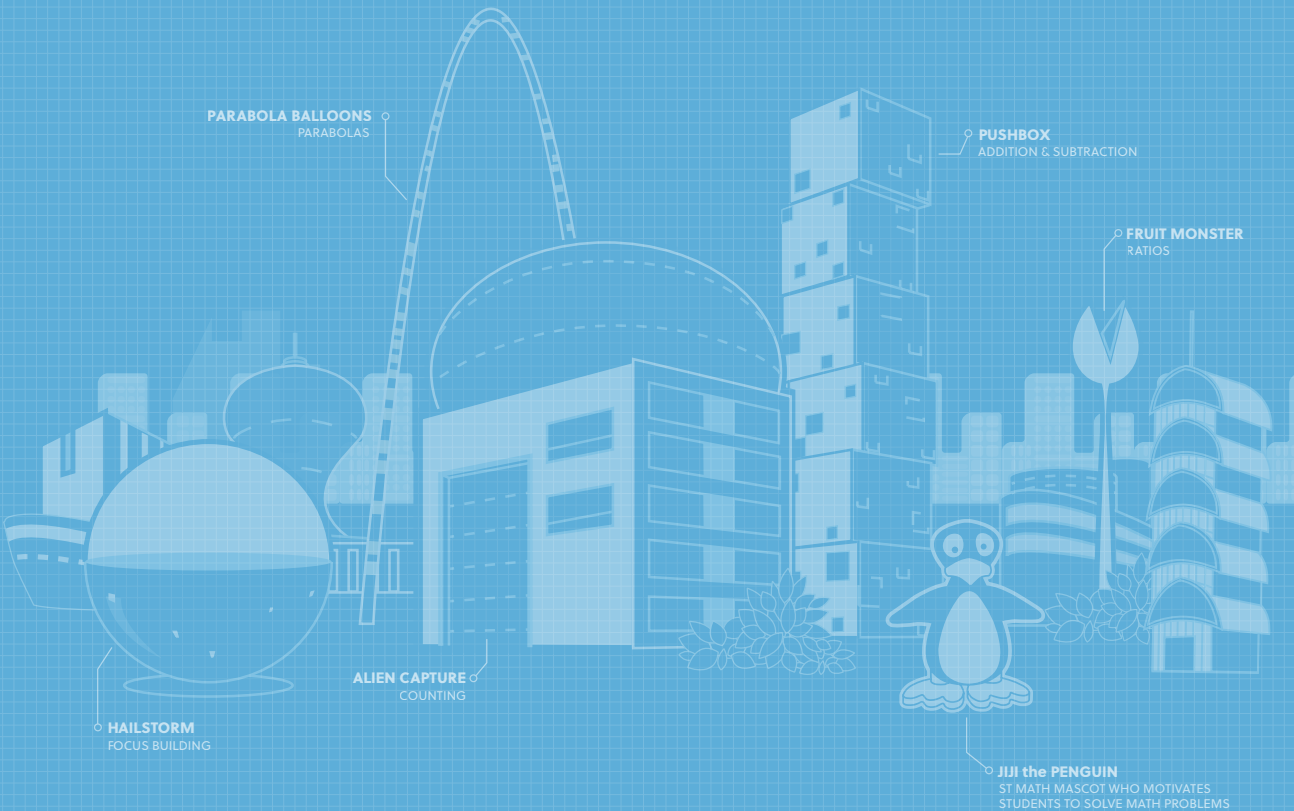 PARABOLA BALLOONS
PARABOLAS
PUSHBOX
ADDITION & SUBTRACTION
FRUIT MONSTER
RATIOS
ALIEN CAPTURE
COUNTING
HAILSTORM
FOCUS BUILDING
JIJI the PENGUIN
ST MATH MASCOT WHO MOTIVATES
STUDENTS TO SOLVE MATH PROBLEMS